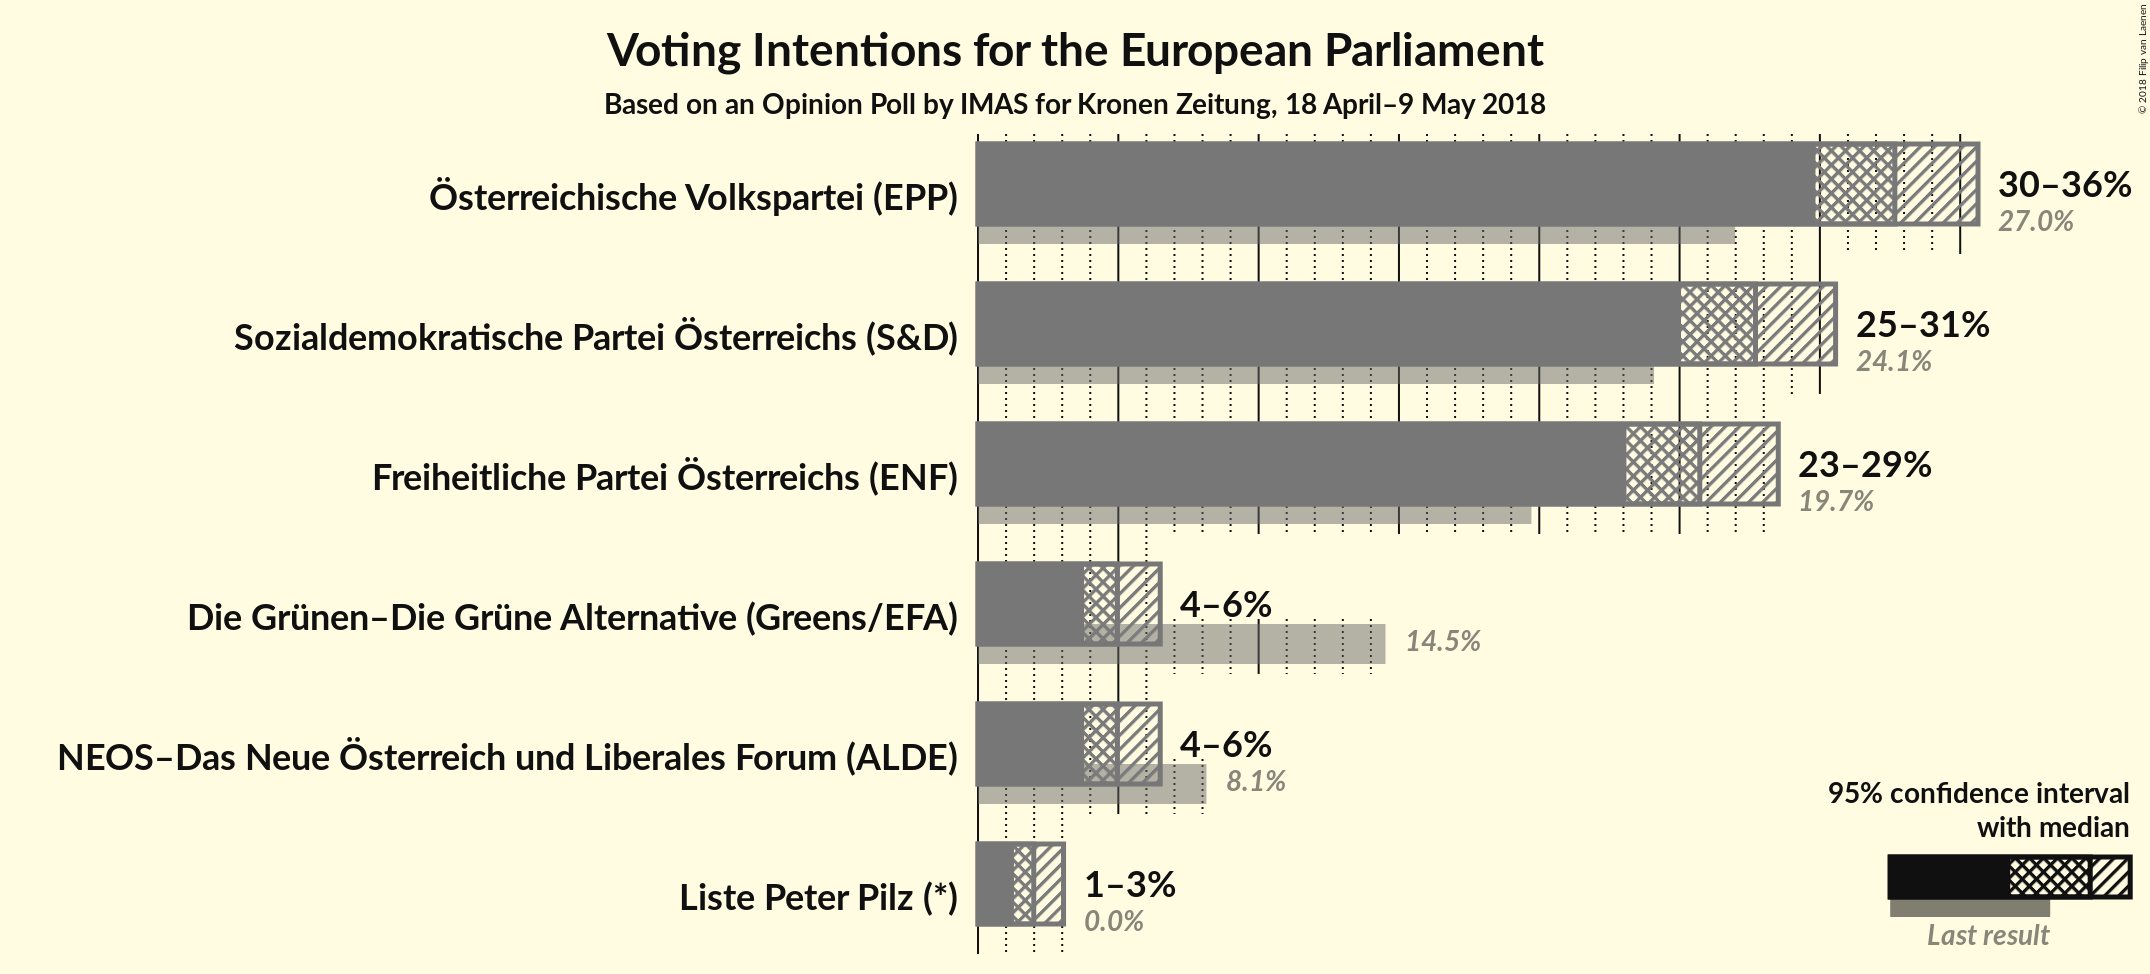 Voting Intentions for the European Parliament
Based on an Opinion Poll by IMAS for Kronen Zeitung, 18 April–9 May 2018
© 2018 Filip van Laenen
Österreichische Volkspartei (EPP)
30–36%
27.0%
Sozialdemokratische Partei Österreichs (S&D)
25–31%
24.1%
Freiheitliche Partei Österreichs (ENF)
23–29%
19.7%
Die Grünen–Die Grüne Alternative (Greens/EFA)
4–6%
14.5%
NEOS–Das Neue Österreich und Liberales Forum (ALDE)
4–6%
8.1%
Liste Peter Pilz (*)
1–3%
0.0%
95% confidence interval
with median
Last result